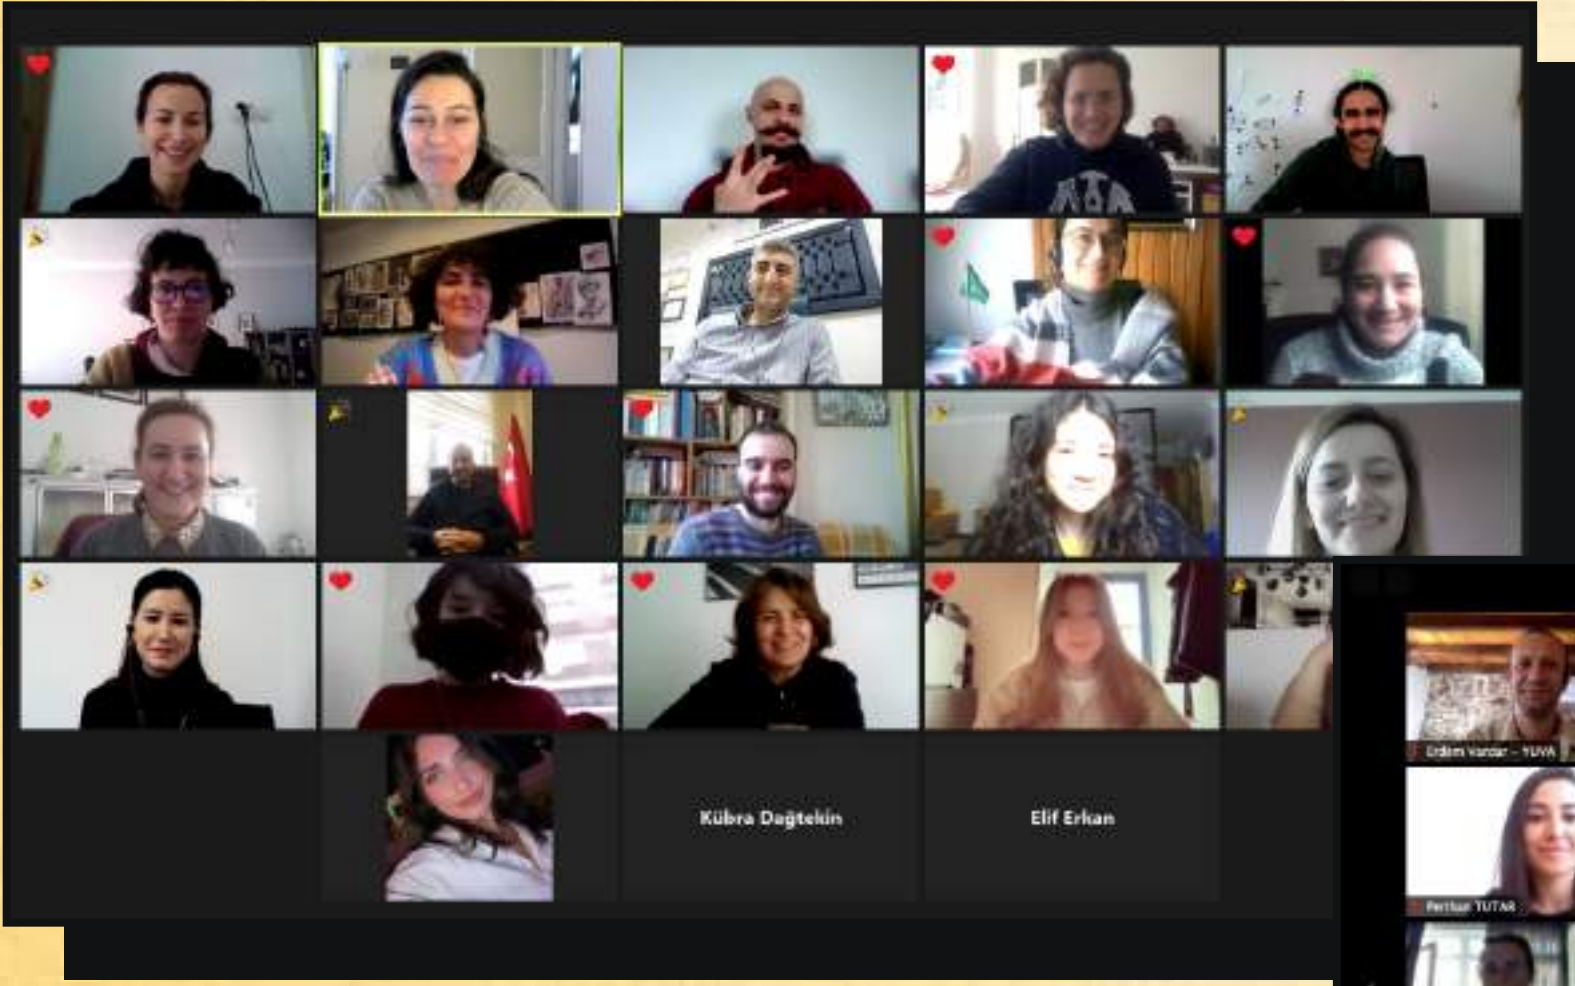 Kübra Dağtekin
Elif Erkan
Erdem Vardar - YUVA
Perihan TUTAR